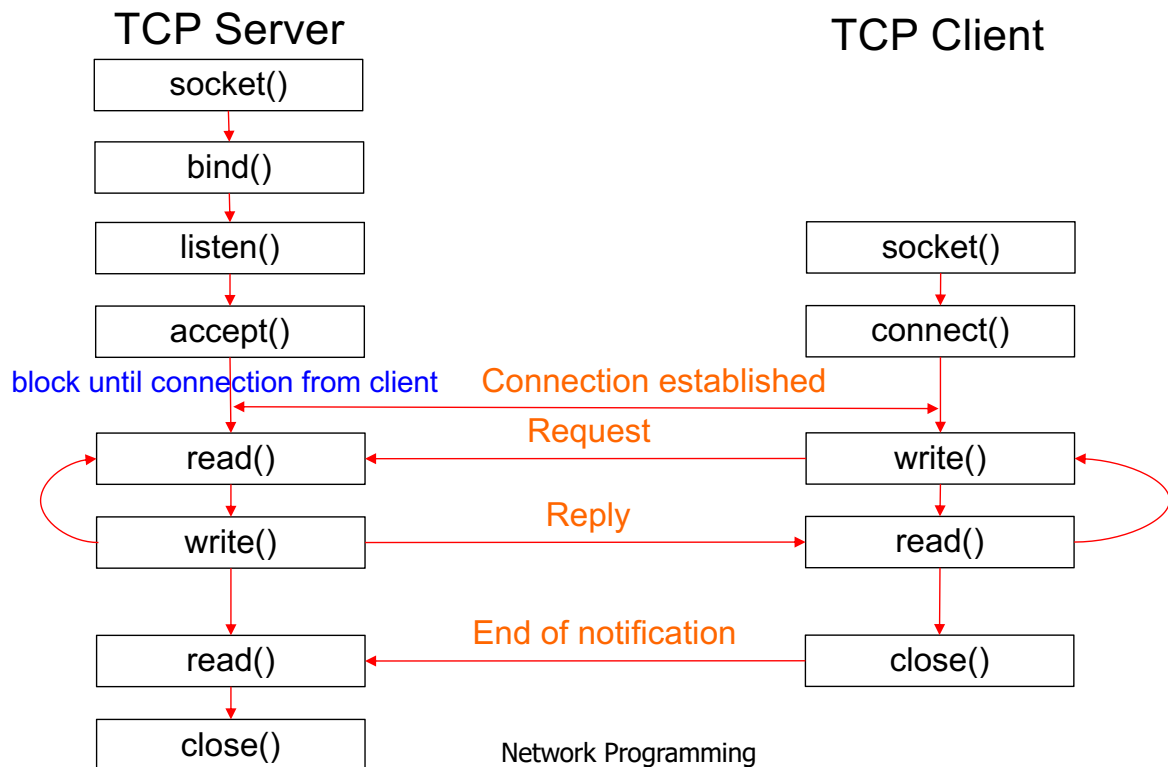 TCP Server
TCP Client
socket()
bind()
listen()
socket()
accept()
connect()
block until connection from client
Connection established
Request
read()
write()
Reply
write()
read()
End of notification
read()
close()
close()
Network Programming